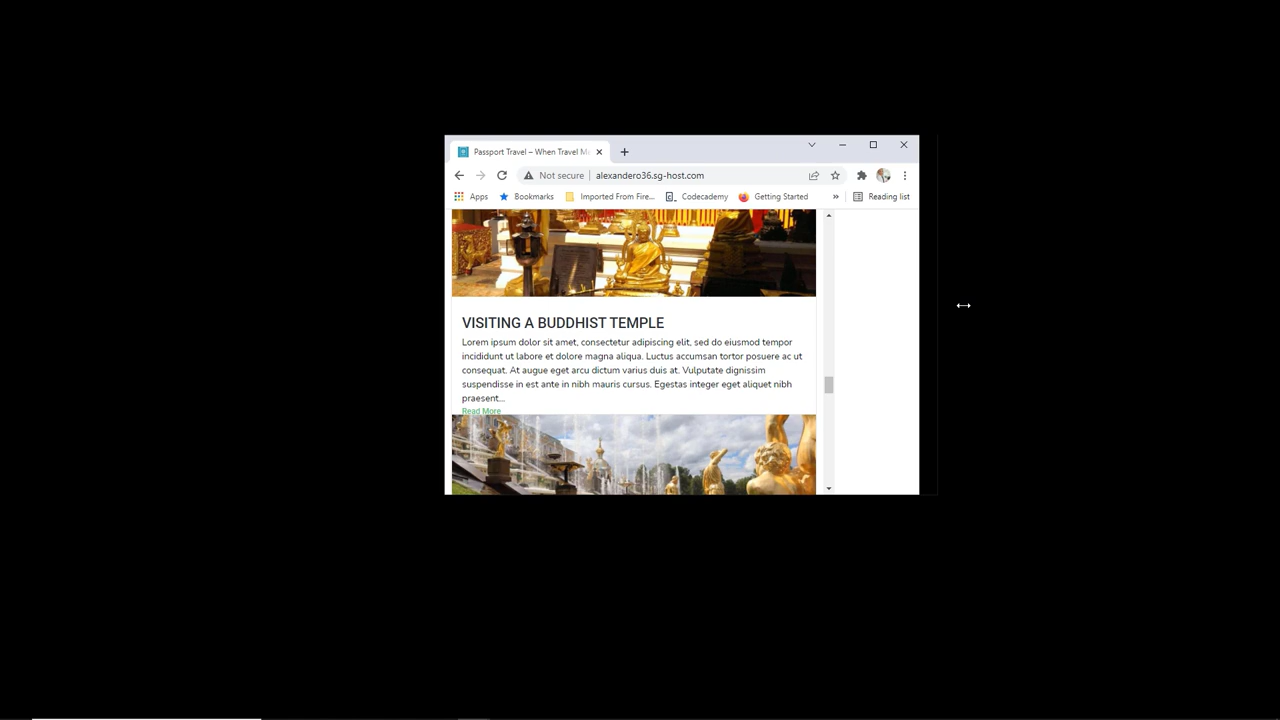 Passport Travel – When Travel M
Not secure
alexandero36.sg-host.com
Apps
Bookmarks
Imported From Fire...
Codecademy
Getting Started
»
Reading list
VISITING A BUDDHIST TEMPLE
Lorem ipsum dolor sit amet, consectetur adipiscing elit, sed do eiusmod tempor
incididunt ut labore et dolore magna aliqua. Luctus accumsan tortor posuere ac ut
consequat. At augue eget arcu dictum varius duis at. Vulputate dignissim
suspendisse in est ante in nibh mauris cursus. Egestas integer eget aliquet nibh
praesent...
Read More